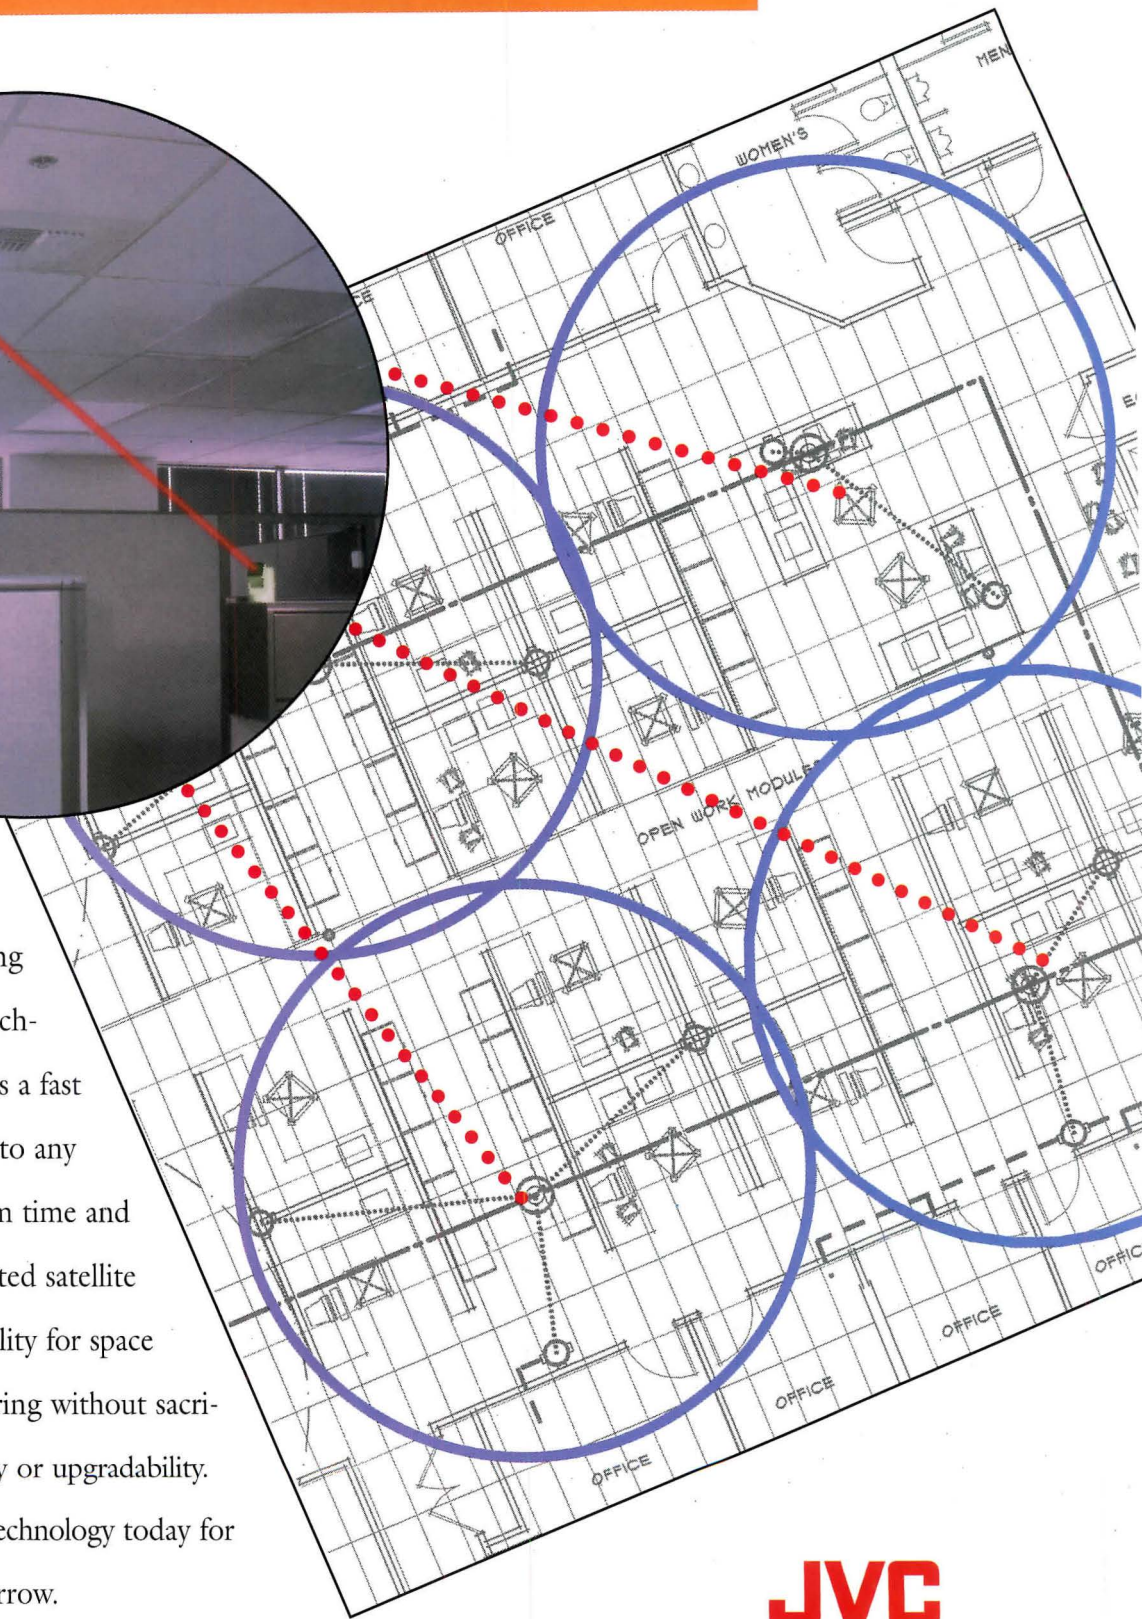 MEN
WOMEN'S
OFFICE
CE
OPEN WORK MODULES
ng
ch-
s a fast
to any
n time and
ted satellite
lity for space
ring without sacri-
y or upgradability.
echnology today for
rrow.
OFFIC
OFFICE
OFFICE
OFFICE
JVC